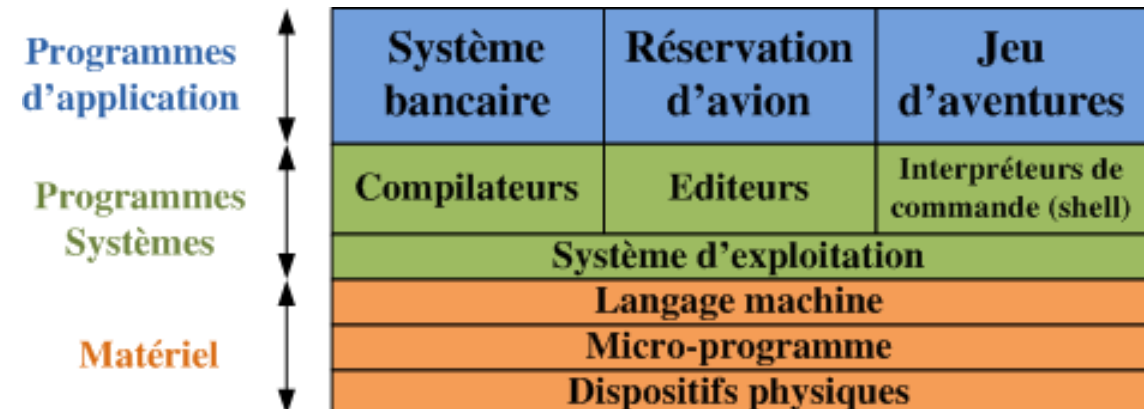 Programmes
d'application
Système
bancaire
Réservation
d'avion
Jeu
d'aventures
Programmes
Systèmes
Compilateurs
Editeurs
Interpréteurs de
commande (shell)
Système d'exploitation
Matériel
Langage machine
Micro-programme
Dispositifs physiques